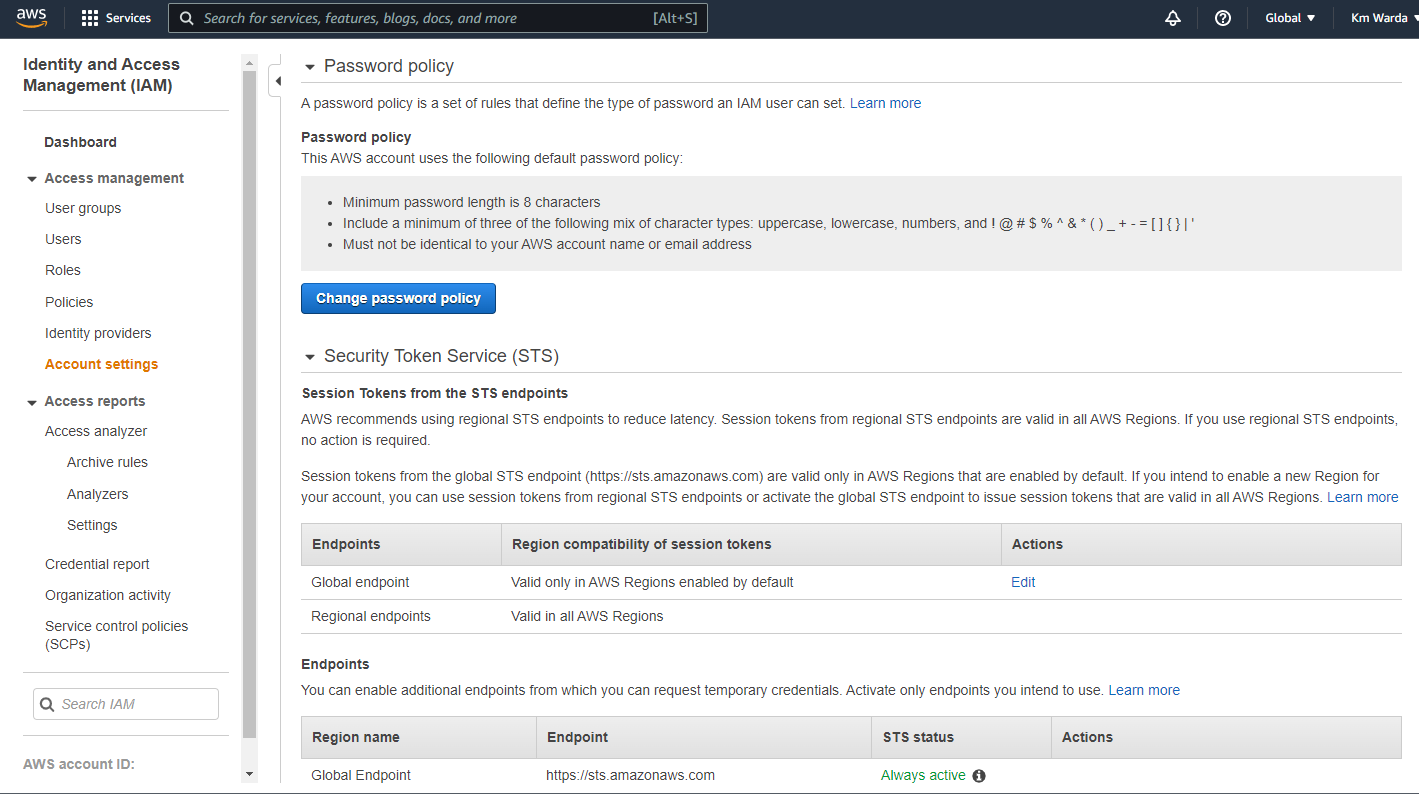 aws
Services
Search for services, features, blogs, docs, and more
[Alt+S]
Global ▼
Km Warda
Identity and Access
Management (IAM)
Dashboard
Access management
User groups
Users
Roles
Policies
Identity providers
Account settings
Access reports
Access analyzer
Archive rules
Analyzers
Settings
Credential report
Organization activity
Service control policies
(SCPs)
Search IAM
AWS account ID:
Password policy
A password policy is a set of rules that define the type of password an IAM user can set. Learn more
Password policy
This AWS account uses the following default password policy:
• Minimum password length is 8 characters
• Include a minimum of three of the following mix of character types: uppercase, lowercase, numbers, and ! @ # $ % ^ & * ( ) _ + - = [ ] { } | '
• Must not be identical to your AWS account name or email address
Change password policy
Security Token Service (STS)
Session Tokens from the STS endpoints
AWS recommends using regional STS endpoints to reduce latency. Session tokens from regional STS endpoints are valid in all AWS Regions. If you use regional STS endpoints,
no action is required.
Session tokens from the global STS endpoint (https://sts.amazonaws.com) are valid only in AWS Regions that are enabled by default. If you intend to enable a new Region for
your account, you can use session tokens from regional STS endpoints or activate the global STS endpoint to issue session tokens that are valid in all AWS Regions. Learn more
Endpoints Region compatibility of session tokens Actions
Global endpoint Valid only in AWS Regions enabled by default Edit
Regional endpoints Valid in all AWS Regions
Endpoints
You can enable additional endpoints from which you can request temporary credentials. Activate only endpoints you intend to use. Learn more
Region name Endpoint STS status Actions
Global Endpoint https://sts.amazonaws.com Always active